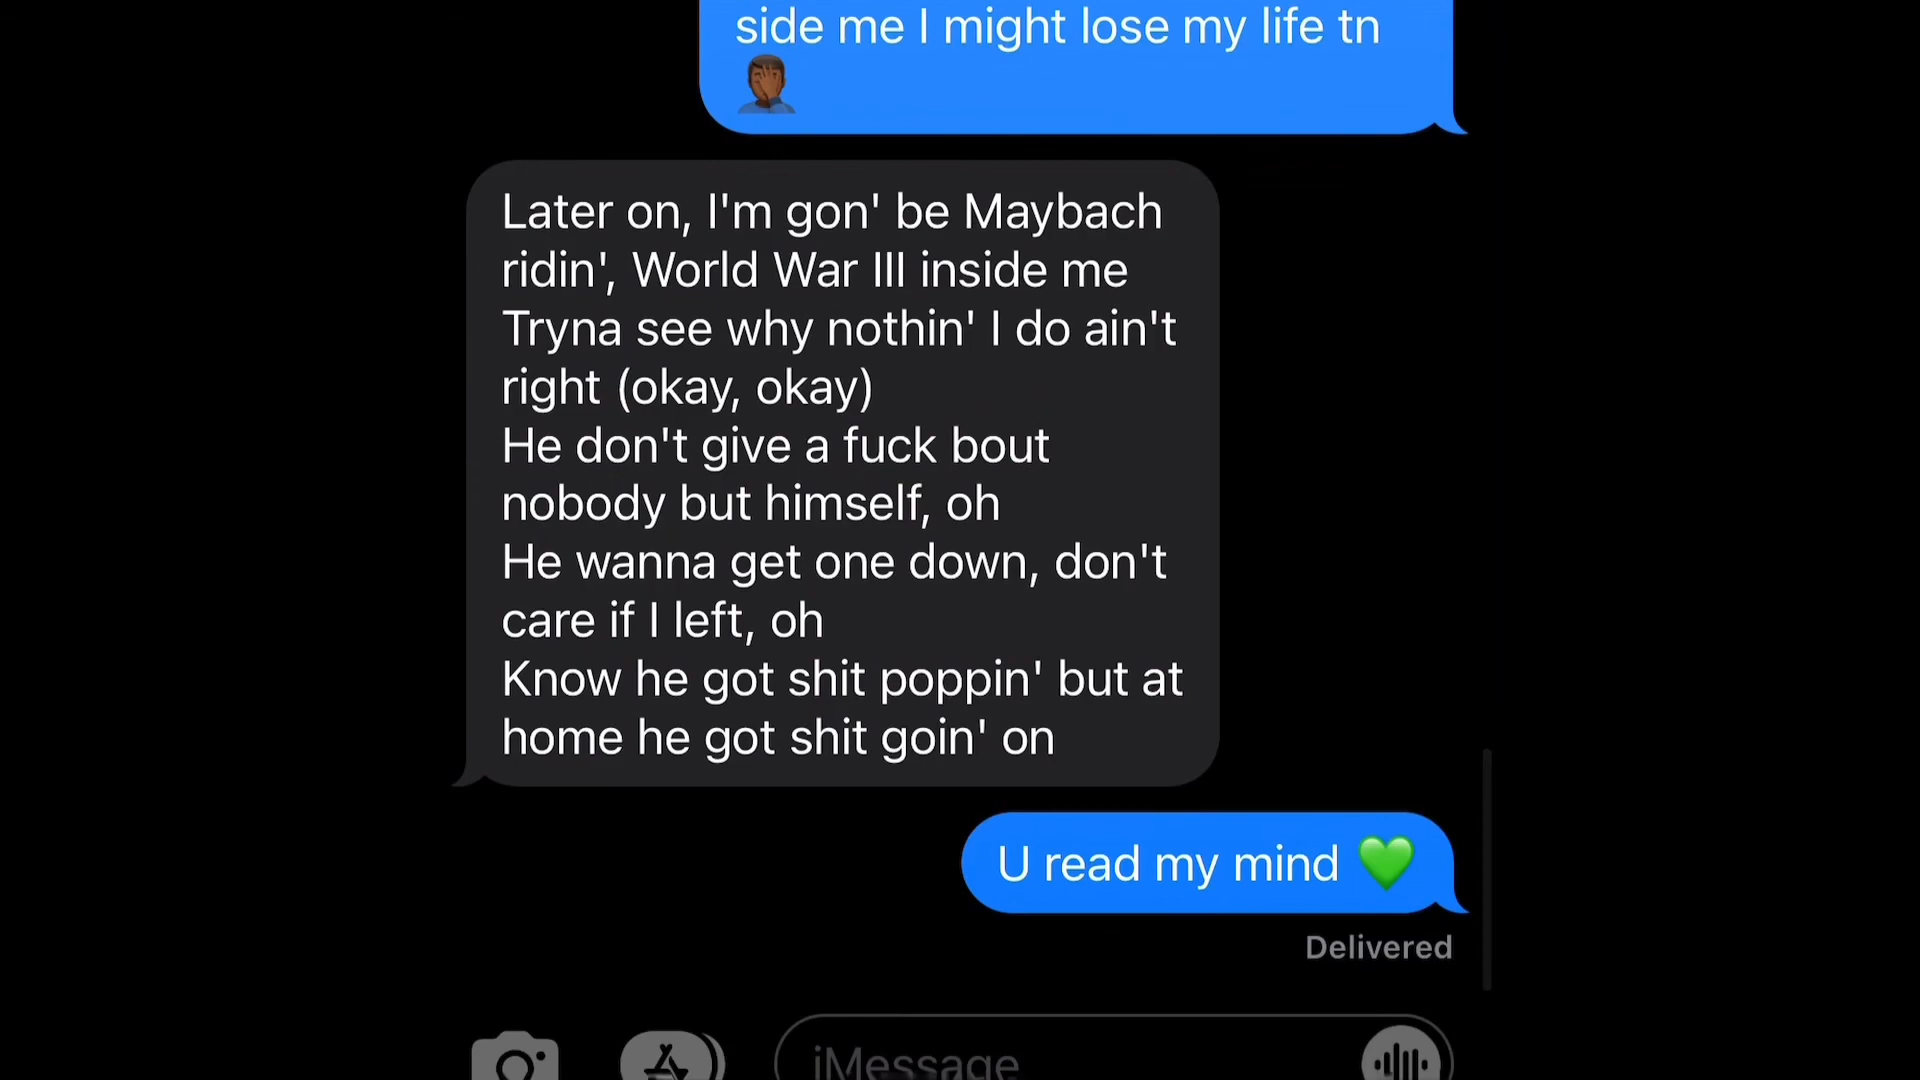 side me I might lose my life tn
Later on, I'm gon' be Maybach
ridin', World War III inside me
Tryna see why nothin' I do ain't
right (okay, okay)
He don't give a fuck bout
nobody but himself, oh
He wanna get one down, don't
care if I left, oh
Know he got shit poppin' but at
home he got shit goin' on
U read my mind 💚
Delivered
iMessage